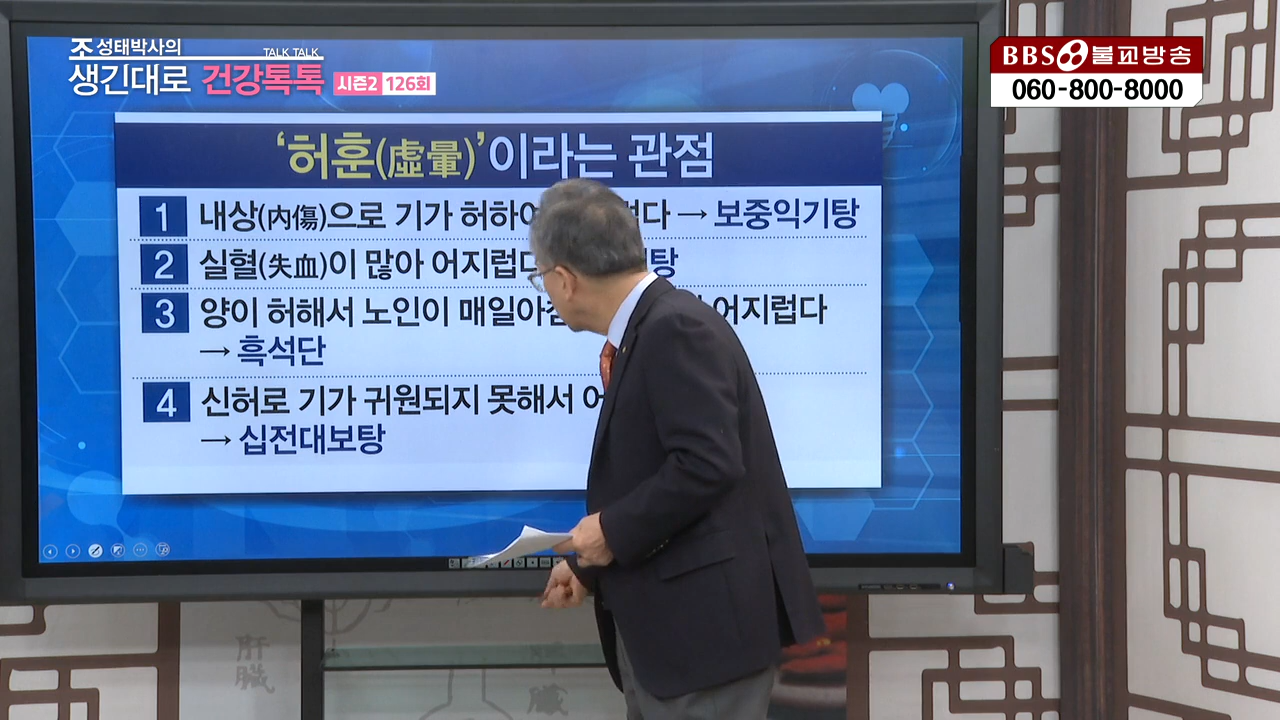 조성태박사의
TALK TALK
생긴대로 건강톡톡 시즌2 126회
BBS 불교방송
060-800-8000
‘허훈(虛暈)’이라는 관점
1 내상(内傷)으로 기가 허하여 다 → 보중익기탕
2 실혈(失血)이 많아 어지럽다 탕
3 양이 허해서 노인이 매일아침 어지럽다
→ 흑석단
4 신허로 기가 귀원되지 못해서
→ 십전대보탕
肝臟
臟